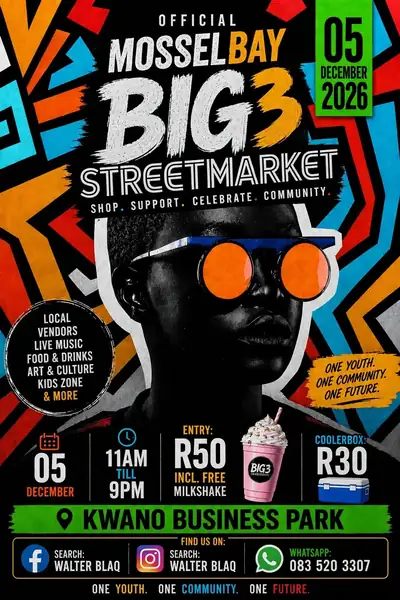 OFFICIAL
MOSSELBAY
BIG3
STREETMARKET
SHOP. SUPPORT. CELEBRATE. COMMUNITY.
05
DECEMBER
2026
LOCAL
VENDORS
LIVE MUSIC
FOOD & DRINKS
ART & CULTURE
KIDS ZONE
& MORE
ONE YOUTH.
ONE COMMUNITY.
ONE FUTURE.
05
DECEMBER
11AM
TILL
9PM
ENTRY:
R50
INCL. FREE
MILKSHAKE
BIG3
COOLERBOX:
R30
KWANO BUSINESS PARK
FIND US ON:
SEARCH:
WALTER BLAQ
SEARCH:
WALTER BLAQ
WHATSAPP:
083 520 3307
ONE YOUTH. ONE COMMUNITY. ONE FUTURE.